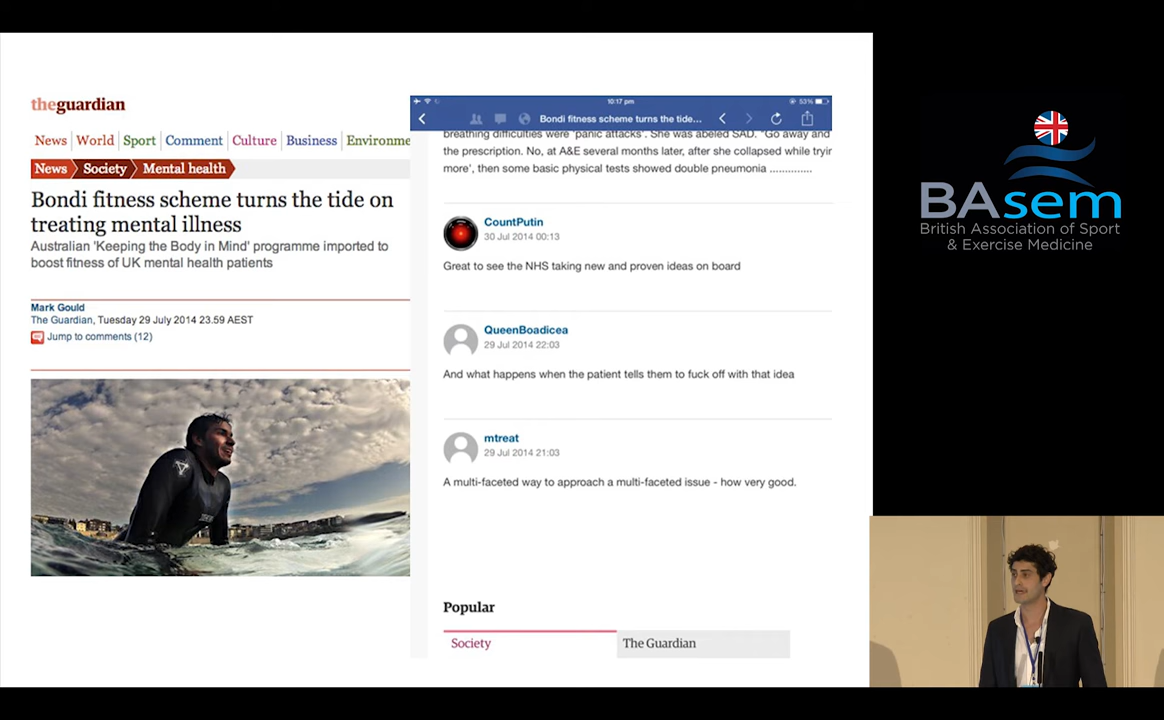 theguardian
News World Sport Comment Culture Business Environme
News Society Mental health
Bondi fitness scheme turns the tide on
treating mental illness
Australian 'Keeping the Body in Mind' programme imported to
boost fitness of UK mental health patients
Mark Gould
The Guardian, Tuesday 29 July 2014 23.59 AEST
Jump to comments (12)
10:17 pm
53%
Bondi fitness scheme turns the tide...
breathing difficulties were 'panic attacks'. She was abeled SAD. "Go away and
the prescription. No, at A&E several months later, after she collapsed while tryir
more', then some basic physical tests showed double pneumonia ..............
CountPutin
30 Jul 2014 00:13
Great to see the NHS taking new and proven ideas on board
QueenBoadicea
29 Jul 2014 22:03
And what happens when the patient tells them to fuck off with that idea
mtreat
29 Jul 2014 21:03
A multi-faceted way to approach a multi-faceted issue - how very good.
Popular
Society The Guardian
BAsem
British Association of Sport
& Exercise Medicine